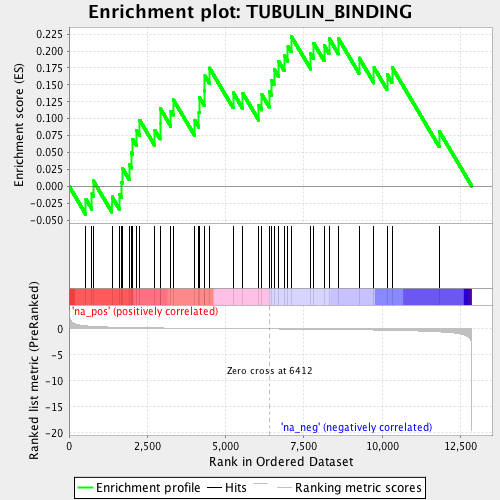 Enrichment plot: TUBULIN_BINDING
Enrichment score (ES)
0.225
0.200
0.175
0.150
0.125
0.100
0.075
0.050
0.025
0.000
-0.025
-0.050
'na_pos' (positively correlated)
Ranked list metric (PreRanked)
0
-5
-10
-15
-20
Zero cross at 6412
'na_neg' (negatively correlated)
0
2,500
5,000
7,500
10,000
12,500
Rank in Ordered Dataset
Enrichment profile
Hits
Ranking metric scores